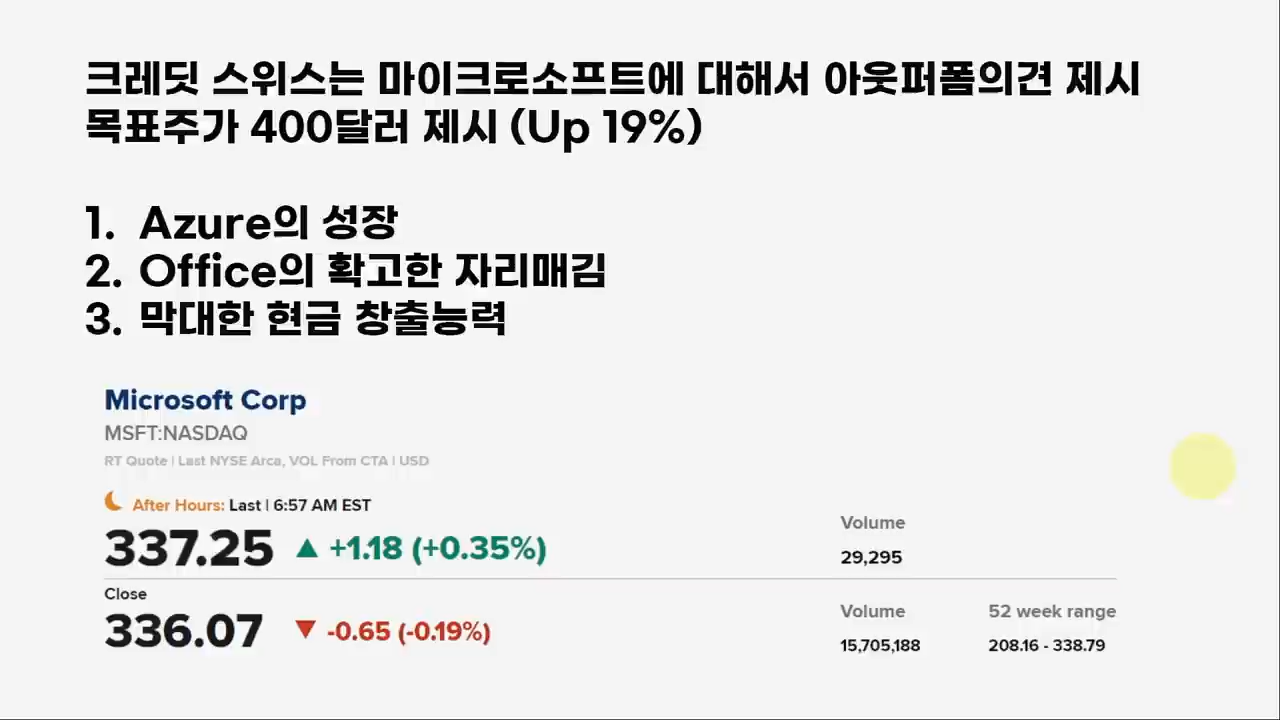 크레딧 스위스는 마이크로소프트에 대해서 아웃퍼폼의견 제시
목표주가 400달러 제시 (Up 19%)
1. Azure의 성장
2. Office의 확고한 자리매김
3. 막대한 현금 창출능력
Microsoft Corp
MSFT:NASDAQ
RT Quote | Last NYSE Arca, VOL From CTA | USD
After Hours: Last | 6:57 AM EST
337.25 ▲ +1.18 (+0.35%)
Volume
29,295
Close
336.07 ▼ -0.65 (-0.19%)
Volume
15,705,188
52 week range
208.16 - 338.79